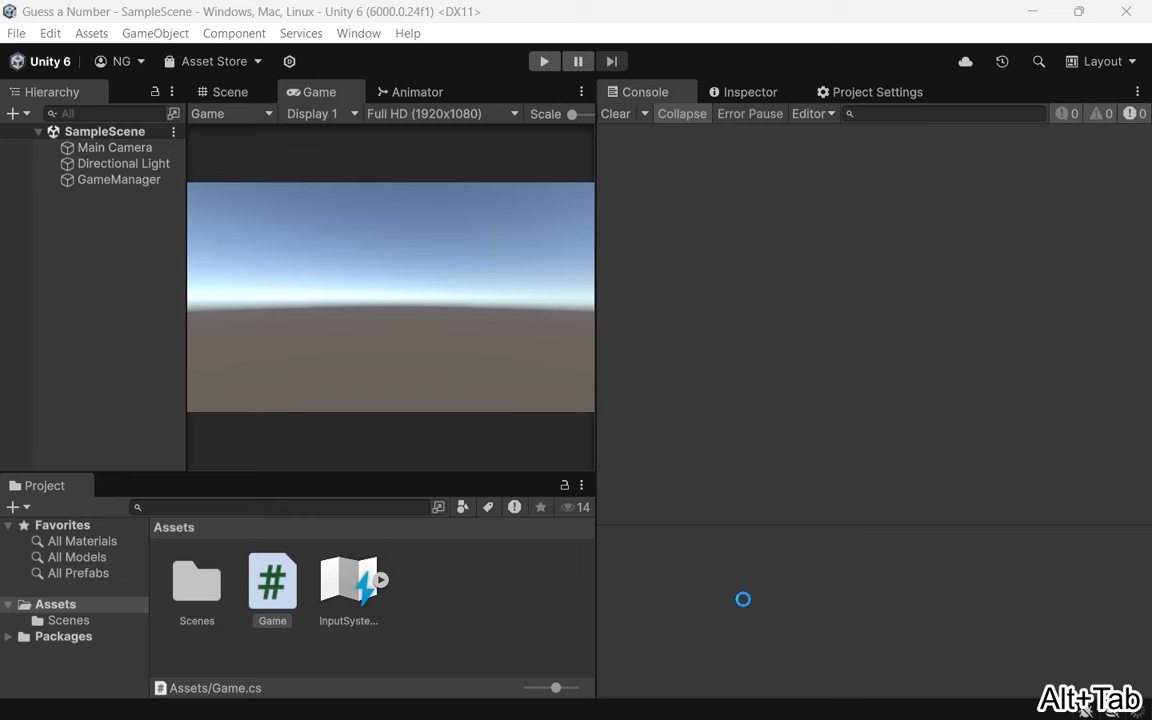 Guess a Number - SampleScene - Windows, Mac, Linux - Unity 6 (6000.0.24f1) <DX11>
File Edit Assets GameObject Component Services Window Help
Unity 6 NG Asset Store Layout
Hierarchy Scene Game Animator Console Inspector Project Settings
All Game Display 1 Full HD (1920x1080) Scale Clear Collapse Error Pause Editor 0 0 0
SampleScene
Main Camera
Directional Light
GameManager
Project
14
Favorites
All Materials
All Models
All Prefabs
Assets
Scenes
Packages
Assets
Scenes Game InputSyste...
Assets/Game.cs
Alt+Tab